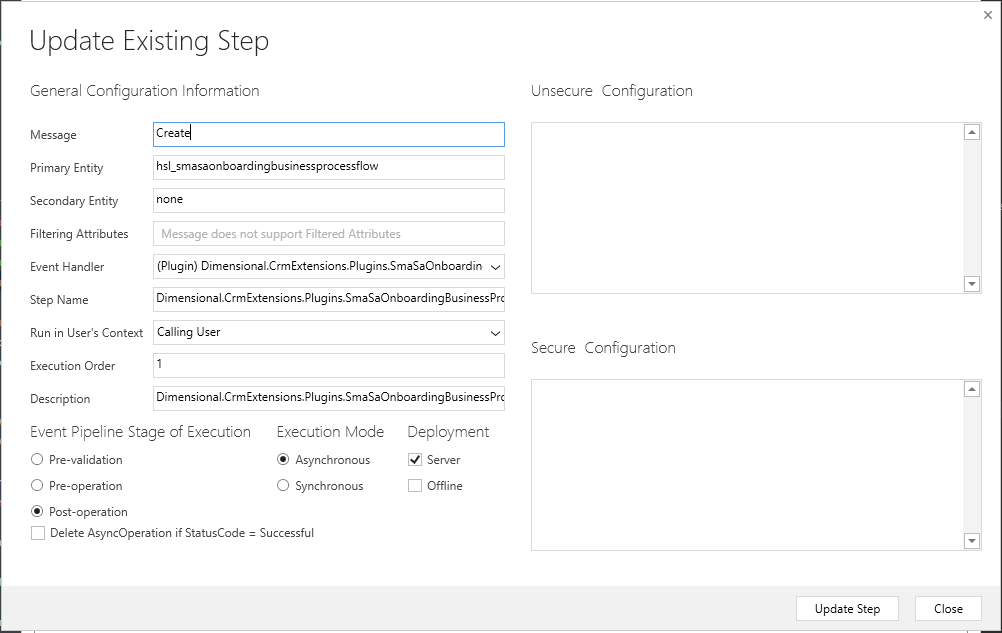 Update Existing Step
General Configuration Information
Message
Create
Primary Entity
hsl_smasaonboardingbusinessprocessflow
Secondary Entity
none
Filtering Attributes
Message does not support Filtered Attributes
Event Handler
(Plugin) Dimensional.CrmExtensions.Plugins.SmaSaOnboardin
Step Name
Dimensional.CrmExtensions.Plugins.SmaSaOnboardingBusinessPro
Run in User's Context
Calling User
Execution Order
1
Description
Dimensional.CrmExtensions.Plugins.SmaSaOnboardingBusinessPro
Event Pipeline Stage of Execution
Pre-validation
Pre-operation
Post-operation
Delete AsyncOperation if StatusCode = Successful
Execution Mode
Asynchronous
Synchronous
Deployment
Server
Offline
Unsecure Configuration
Secure Configuration
Update Step
Close